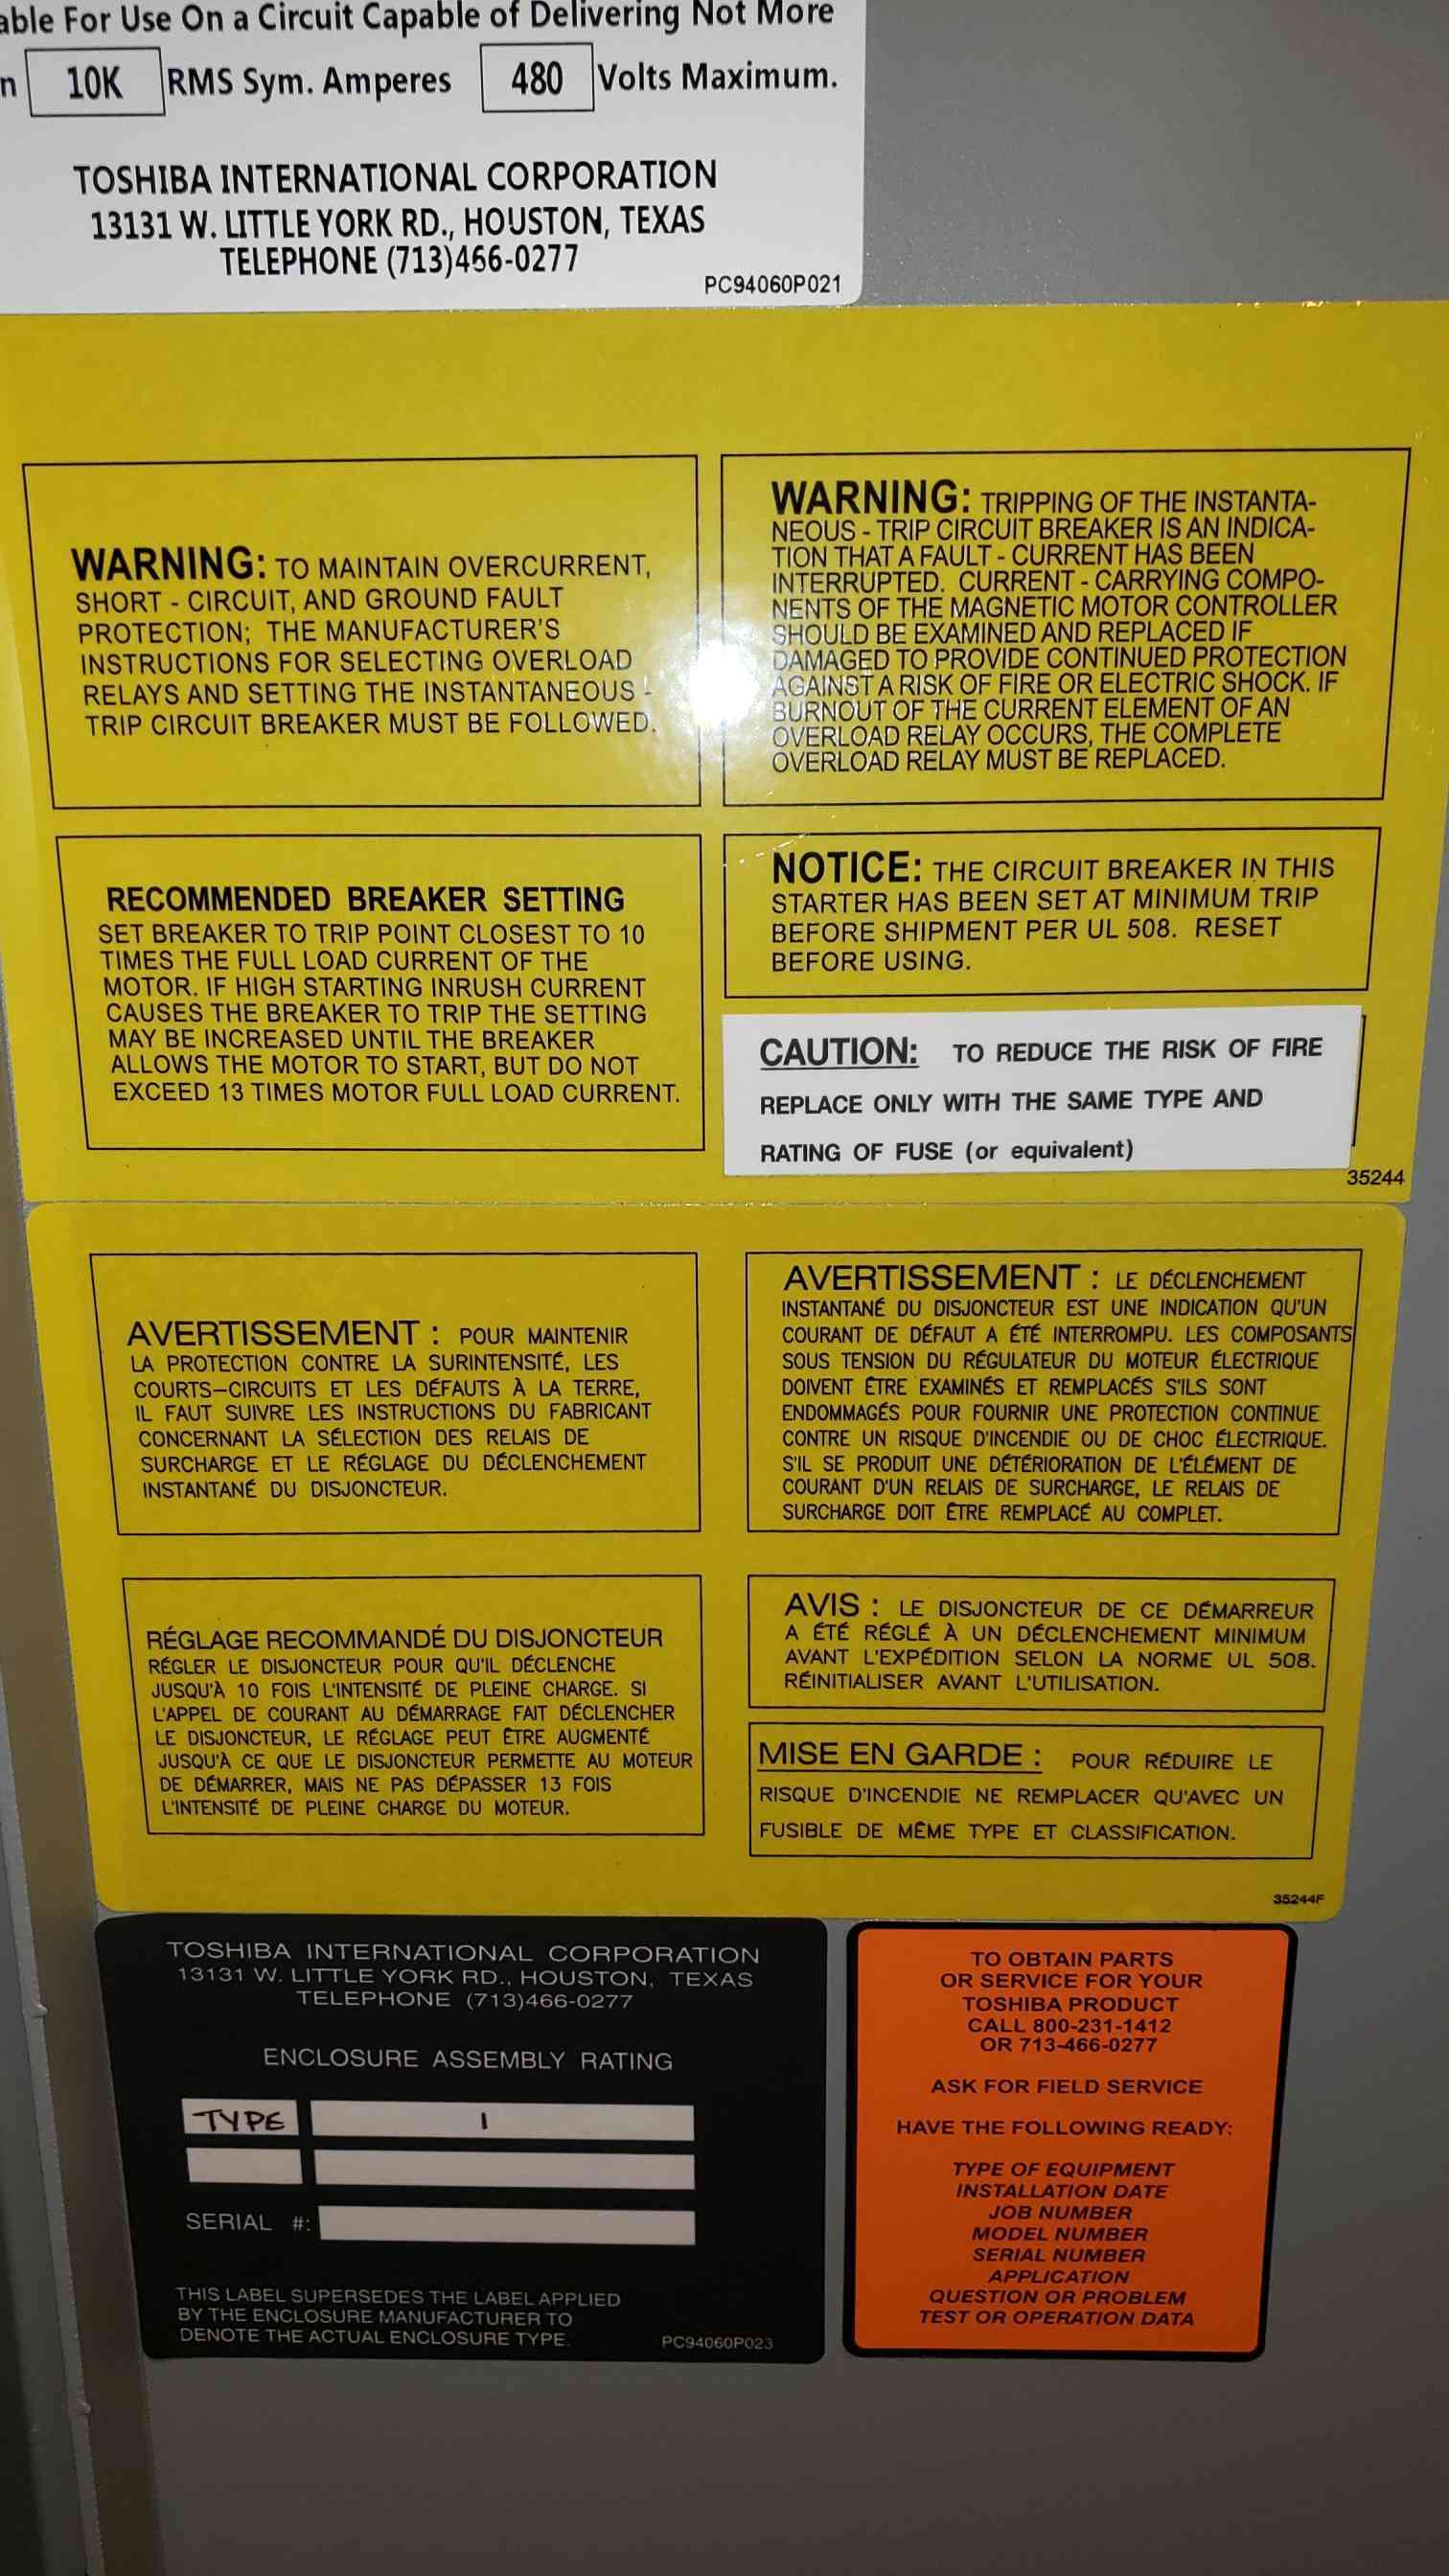 able For Use On a Circuit Capable of Delivering Not More
n 10K RMS Sym. Amperes 480 Volts Maximum.
TOSHIBA INTERNATIONAL CORPORATION
13131 W. LITTLE YORK RD., HOUSTON, TEXAS
TELEPHONE (713)466-0277
PC94060P021
WARNING: TO MAINTAIN OVERCURRENT,
SHORT - CIRCUIT, AND GROUND FAULT
PROTECTION; THE MANUFACTURER'S
INSTRUCTIONS FOR SELECTING OVERLOAD
RELAYS AND SETTING THE INSTANTANEOUS -
TRIP CIRCUIT BREAKER MUST BE FOLLOWED.
WARNING: TRIPPING OF THE INSTANTA-
NEOUS - TRIP CIRCUIT BREAKER IS AN INDICA-
TION THAT A FAULT - CURRENT HAS BEEN
INTERRUPTED. CURRENT - CARRYING COMPO-
NENTS OF THE MAGNETIC MOTOR CONTROLLER
SHOULD BE EXAMINED AND REPLACED IF
DAMAGED TO PROVIDE CONTINUED PROTECTION
AGAINST A RISK OF FIRE OR ELECTRIC SHOCK. IF
BURNOUT OF THE CURRENT ELEMENT OF AN
OVERLOAD RELAY OCCURS, THE COMPLETE
OVERLOAD RELAY MUST BE REPLACED.
RECOMMENDED BREAKER SETTING
SET BREAKER TO TRIP POINT CLOSEST TO 10
TIMES THE FULL LOAD CURRENT OF THE
MOTOR. IF HIGH STARTING INRUSH CURRENT
CAUSES THE BREAKER TO TRIP THE SETTING
MAY BE INCREASED UNTIL THE BREAKER
ALLOWS THE MOTOR TO START, BUT DO NOT
EXCEED 13 TIMES MOTOR FULL LOAD CURRENT.
NOTICE: THE CIRCUIT BREAKER IN THIS
STARTER HAS BEEN SET AT MINIMUM TRIP
BEFORE SHIPMENT PER UL 508. RESET
BEFORE USING.
CAUTION: TO REDUCE THE RISK OF FIRE
REPLACE ONLY WITH THE SAME TYPE AND
RATING OF FUSE (or equivalent)
35244
AVERTISSEMENT : POUR MAINTENIR
LA PROTECTION CONTRE LA SURINTENSITÉ, LES
COURTS-CIRCUITS ET LES DÉFAUTS À LA TERRE,
IL FAUT SUIVRE LES INSTRUCTIONS DU FABRICANT
CONCERNANT LA SÉLECTION DES RELAIS DE
SURCHARGE ET LE RÉGLAGE DU DÉCLENCHEMENT
INSTANTANÉ DU DISJONCTEUR.
AVERTISSEMENT : LE DÉCLENCHEMENT
INSTANTANÉ DU DISJONCTEUR EST UNE INDICATION QU'UN
COURANT DE DÉFAUT A ÉTÉ INTERROMPU. LES COMPOSANTS
SOUS TENSION DU RÉGULATEUR DU MOTEUR ÉLECTRIQUE
DOIVENT ÊTRE EXAMINÉS ET REMPLACÉS S'ILS SONT
ENDOMMAGÉS POUR FOURNIR UNE PROTECTION CONTINUE
CONTRE UN RISQUE D'INCENDIE OU DE CHOC ÉLECTRIQUE.
S'IL SE PRODUIT UNE DÉTÉRIORATION DE L'ÉLÉMENT DE
COURANT D'UN RELAIS DE SURCHARGE, LE RELAIS DE
SURCHARGE DOIT ÊTRE REMPLACÉ AU COMPLET.
RÉGLAGE RECOMMANDÉ DU DISJONCTEUR
RÉGLER LE DISJONCTEUR POUR QU'IL DÉCLENCHE
JUSQU'À 10 FOIS L'INTENSITÉ DE PLEINE CHARGE. SI
L'APPEL DE COURANT AU DÉMARRAGE FAIT DÉCLENCHER
LE DISJONCTEUR, LE RÉGLAGE PEUT ÊTRE AUGMENTÉ
JUSQU'À CE QUE LE DISJONCTEUR PERMETTE AU MOTEUR
DE DÉMARRER, MAIS NE PAS DÉPASSER 13 FOIS
L'INTENSITÉ DE PLEINE CHARGE DU MOTEUR.
AVIS : LE DISJONCTEUR DE CE DÉMARREUR
A ÉTÉ RÉGLÉ À UN DÉCLENCHEMENT MINIMUM
AVANT L'EXPÉDITION SELON LA NORME UL 508.
RÉINITIALISER AVANT L'UTILISATION.
MISE EN GARDE : POUR RÉDUIRE LE
RISQUE D'INCENDIE NE REMPLACER QU'AVEC UN
FUSIBLE DE MÊME TYPE ET CLASSIFICATION.
35244F
TOSHIBA INTERNATIONAL CORPORATION
13131 W. LITTLE YORK RD., HOUSTON, TEXAS
TELEPHONE (713)466-0277
ENCLOSURE ASSEMBLY RATING
TYPE 1
SERIAL #:
THIS LABEL SUPERSEDES THE LABEL APPLIED
BY THE ENCLOSURE MANUFACTURER TO
DENOTE THE ACTUAL ENCLOSURE TYPE.
PC94060P023
TO OBTAIN PARTS
OR SERVICE FOR YOUR
TOSHIBA PRODUCT
CALL 800-231-1412
OR 713-466-0277
ASK FOR FIELD SERVICE
HAVE THE FOLLOWING READY:
TYPE OF EQUIPMENT
INSTALLATION DATE
JOB NUMBER
MODEL NUMBER
SERIAL NUMBER
APPLICATION
QUESTION OR PROBLEM
TEST OR OPERATION DATA